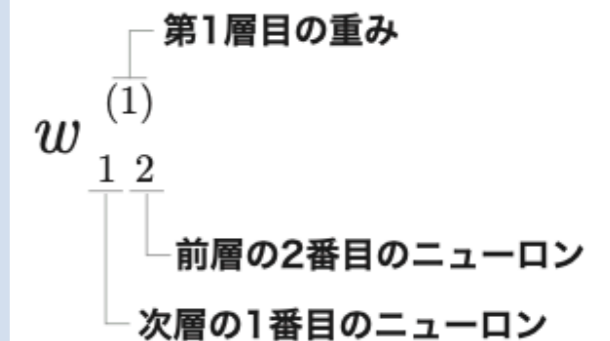 第1層目の重み
w (1)
1 2
前層の2番目のニューロン
次層の1番目のニューロン